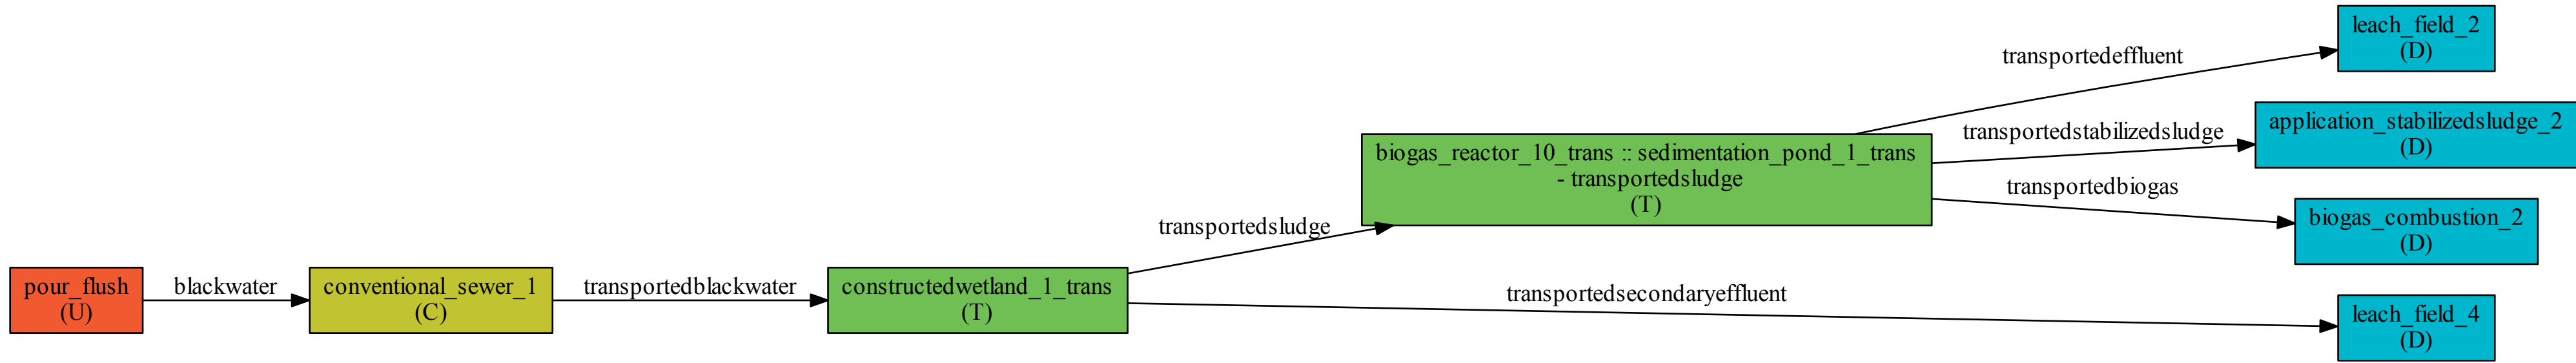 pour_flush
(U)
blackwater
conventional_sewer_1
(C)
transportedblackwater
constructedwetland_1_trans
(T)
transportedsludge
biogas_reactor_10_trans :: sedimentation_pond_1_trans
- transportedsludge
(T)
transportedeffluent
leach_field_2
(D)
transportedstabilizedsludge
application_stabilizedsludge_2
(D)
transportedbiogas
biogas_combustion_2
(D)
transportedsecondaryeffluent
leach_field_4
(D)